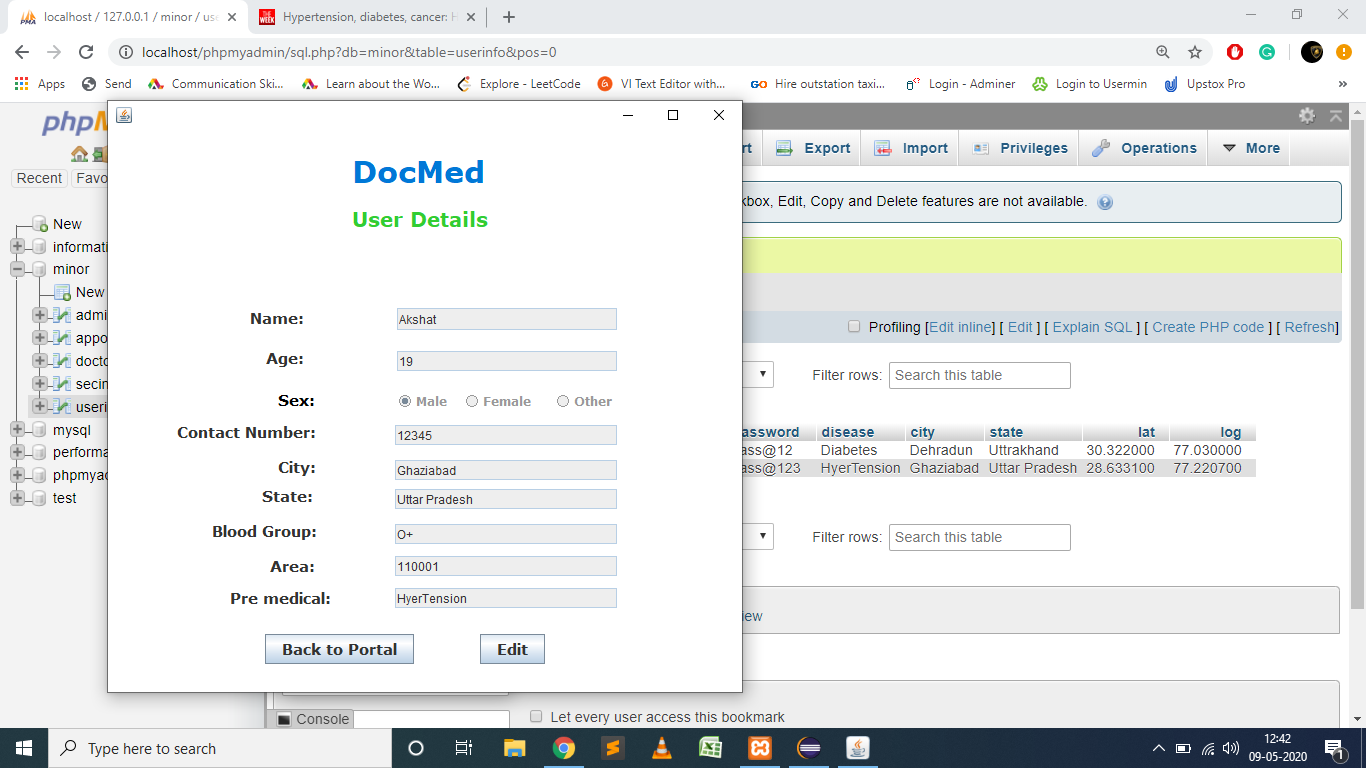 localhost / 127.0.0.1 / minor / use
Hypertension, diabetes, cancer: H
localhost/phpmyadmin/sql.php?db=minor&table=userinfo&pos=0
Apps Send Communication Ski... Learn about the Wo... Explore - LeetCode VI Text Editor with... GO Hire outstation taxi... Login - Adminer Login to Usermin Upstox Pro »
phpM
Recent Favo
New
informati
minor
New
admi
appo
docto
secin
useri
mysql
performa
phpmyad
test
DocMed
User Details
Name: Akshat
Age: 19
Sex: Male Female Other
Contact Number: 12345
City: Ghaziabad
State: Uttar Pradesh
Blood Group: O+
Area: 110001
Pre medical: HyerTension
Back to Portal Edit
rt Export Import Privileges Operations More
kbox, Edit, Copy and Delete features are not available.
Profiling [Edit inline] [ Edit ] [ Explain SQL ] [ Create PHP code ] [ Refresh]
Filter rows: Search this table
assword disease city state lat log
ass@12 Diabetes Dehradun Uttrakhand 30.322000 77.030000
ass@123 HyerTension Ghaziabad Uttar Pradesh 28.633100 77.220700
Filter rows: Search this table
iew
Console
Let every user access this bookmark
Type here to search
12:42
09-05-2020
1